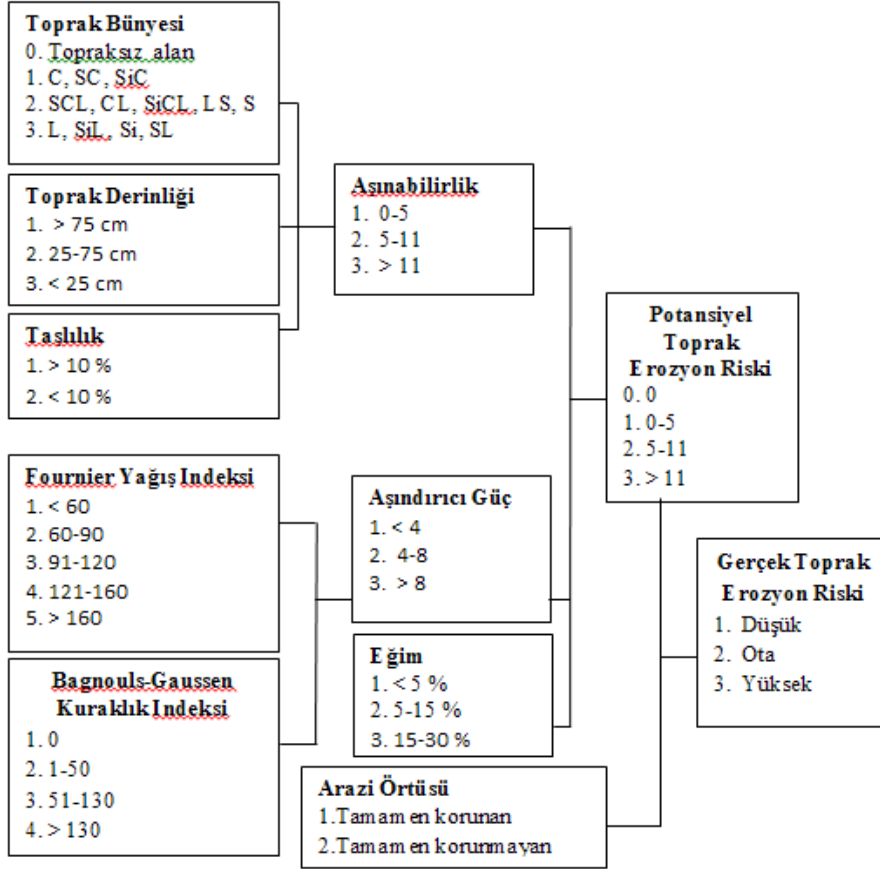 Toprak Bünyesi
0. Topraksız alan
1. C, SC, SiC
2. SCL, CL, SiCL, LS, S
3. L, SiL, Si, SL
Toprak Derinliği
1. > 75 cm
2. 25-75 cm
3. < 25 cm
Taşlılık
1. > 10 %
2. < 10 %
Aşınabilirlik
1. 0-5
2. 5-11
3. > 11
Fournier Yağış Indeksi
1. < 60
2. 60-90
3. 91-120
4. 121-160
5. > 160
Bagnouls-Gaussen
Kuraklık Indeksi
1. 0
2. 1-50
3. 51-130
4. > 130
Aşındırıcı Güç
1. < 4
2. 4-8
3. > 8
Eğim
1. < 5 %
2. 5-15 %
3. 15-30 %
Potansiyel
Toprak
Erozyon Riski
0. 0
1. 0-5
2. 5-11
3. > 11
Arazi Örtüsü
1.Tamamen korunan
2.Tamamen korunmayan
Gerçek Toprak
Erozyon Riski
1. Düşük
2. Ota
3. Yüksek